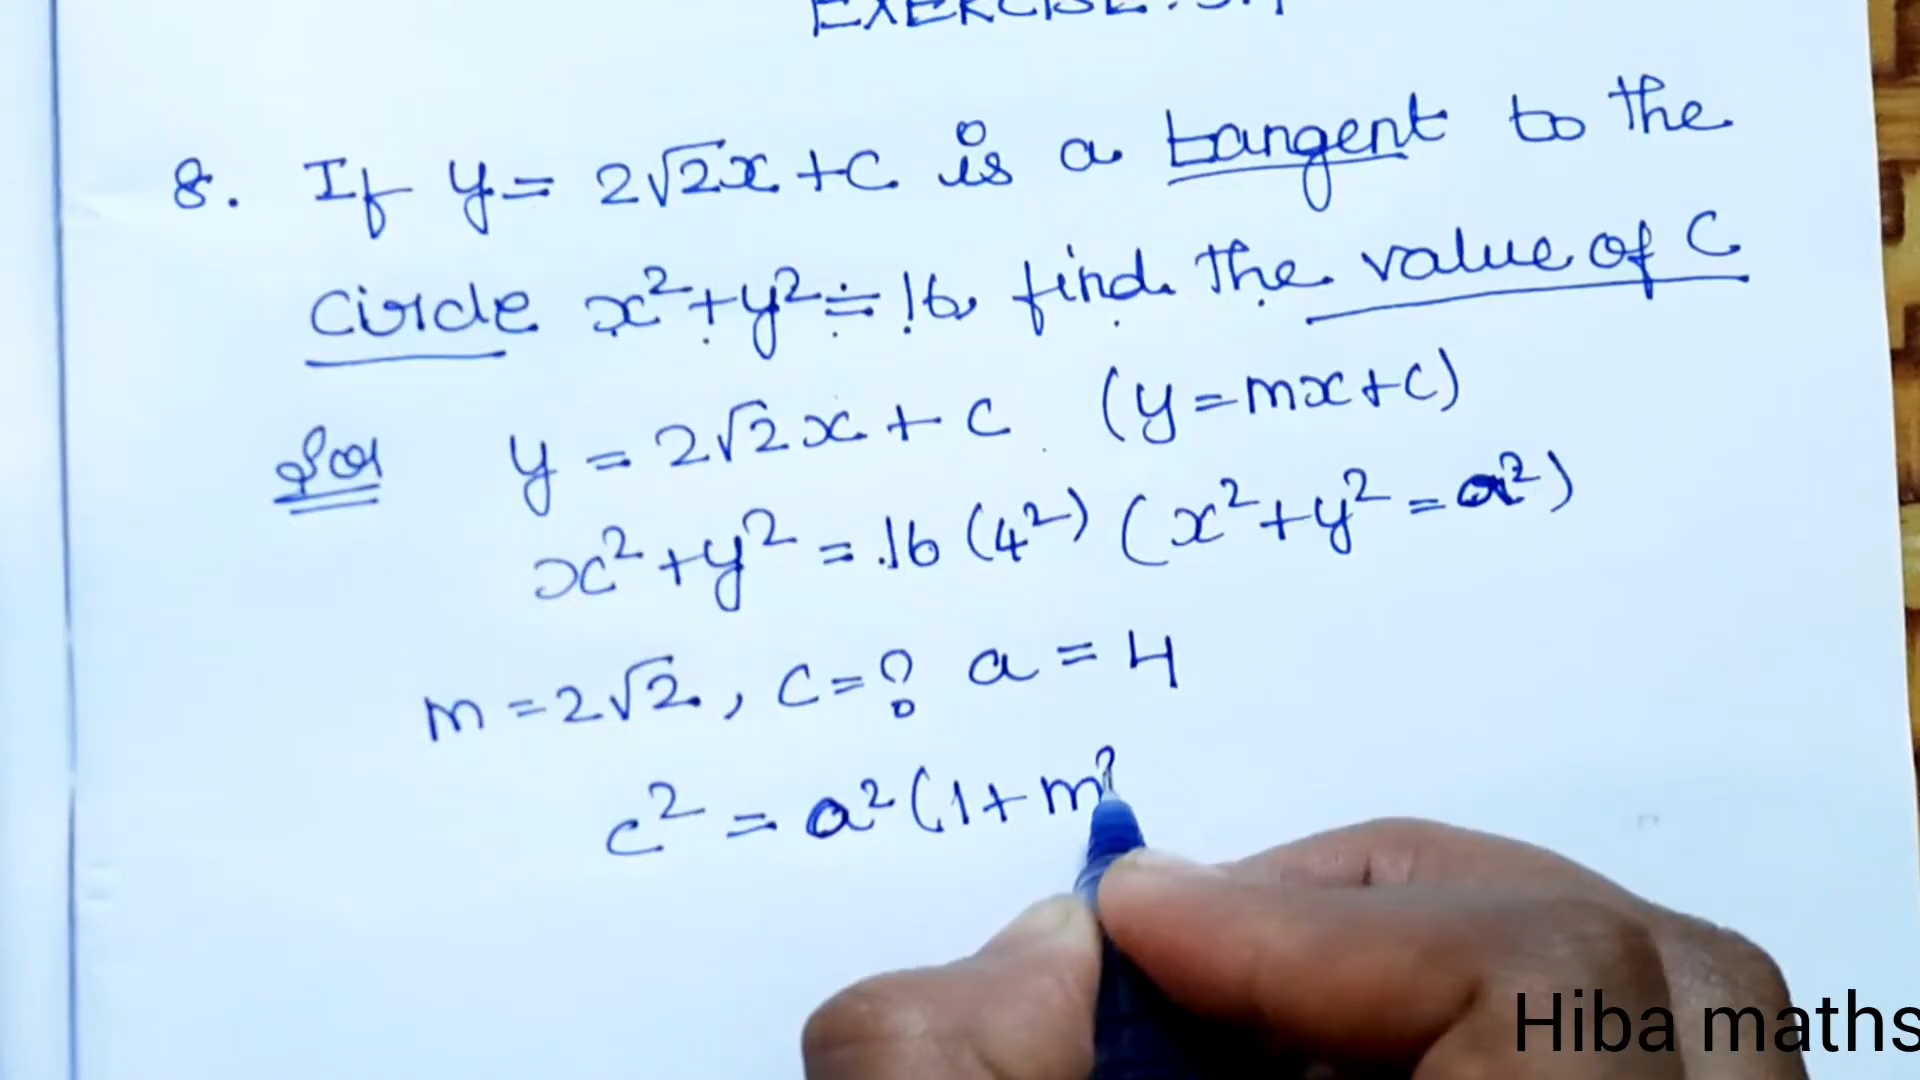 8. If y = 2√2x + c is a tangent to the
circle x² + y² = 16, find the value of c
Sol y = 2√2x + c (y = mx + c)
x² + y² = 16 (4²) (x² + y² = a²)
m = 2√2, c = ? a = 4
c² = a² (1 + m²
Hiba maths